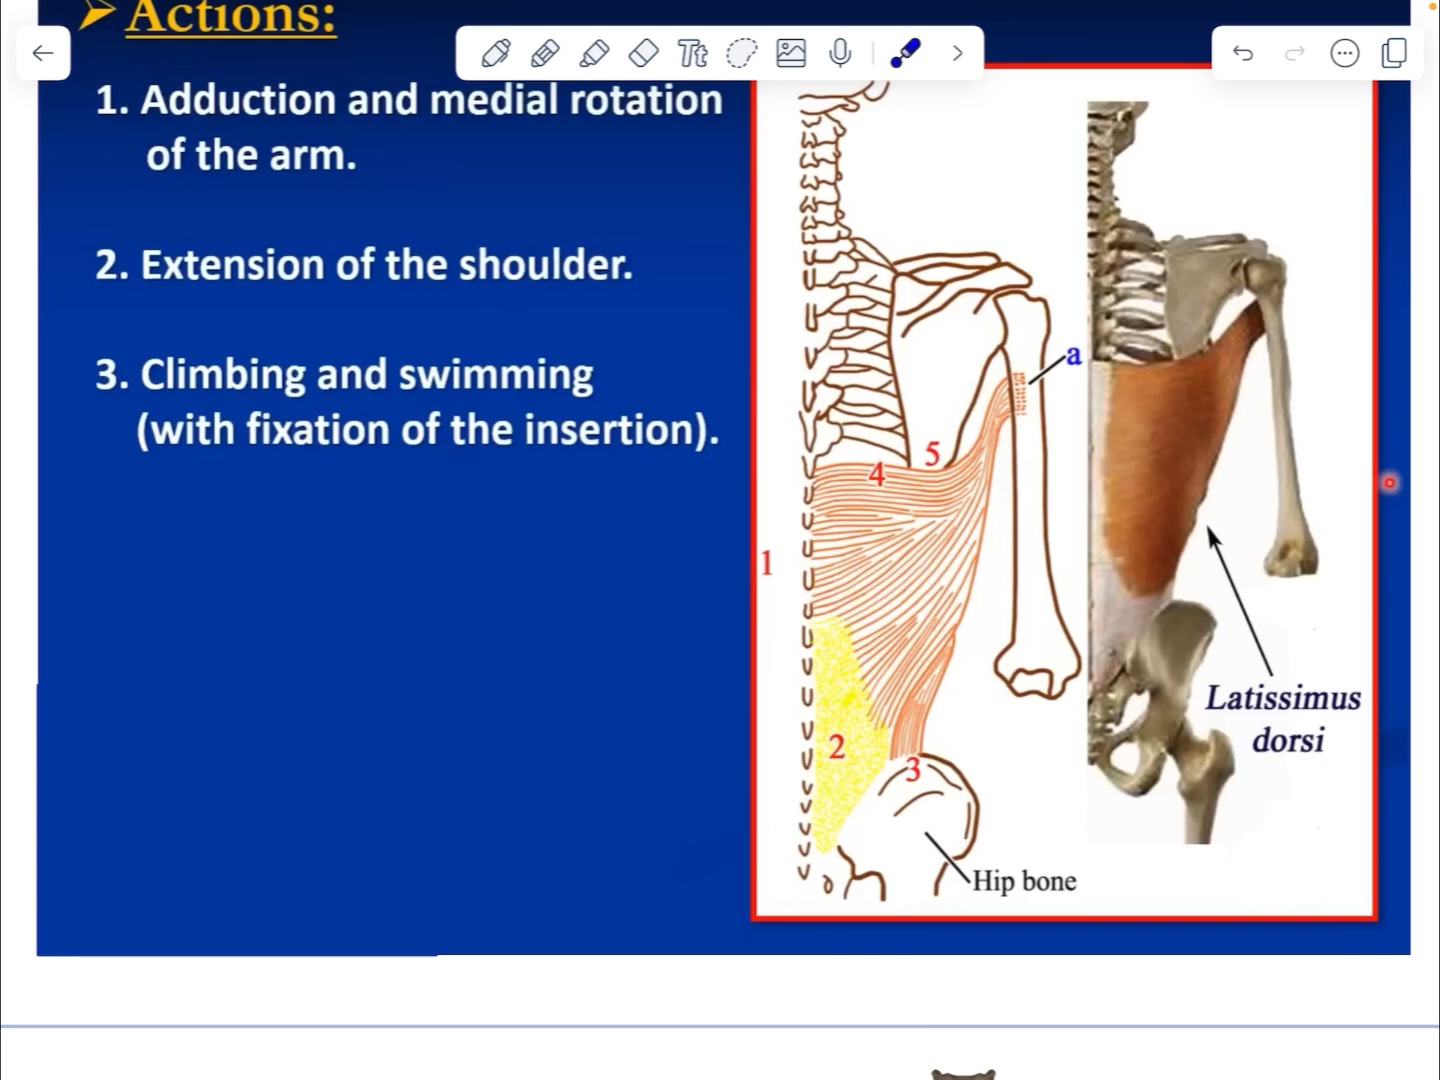 ➤ Actions:
Tt
1. Adduction and medial rotation
of the arm.
2. Extension of the shoulder.
3. Climbing and swimming
(with fixation of the insertion).
a
5
4
1
2
3
Hip bone
Latissimus
dorsi